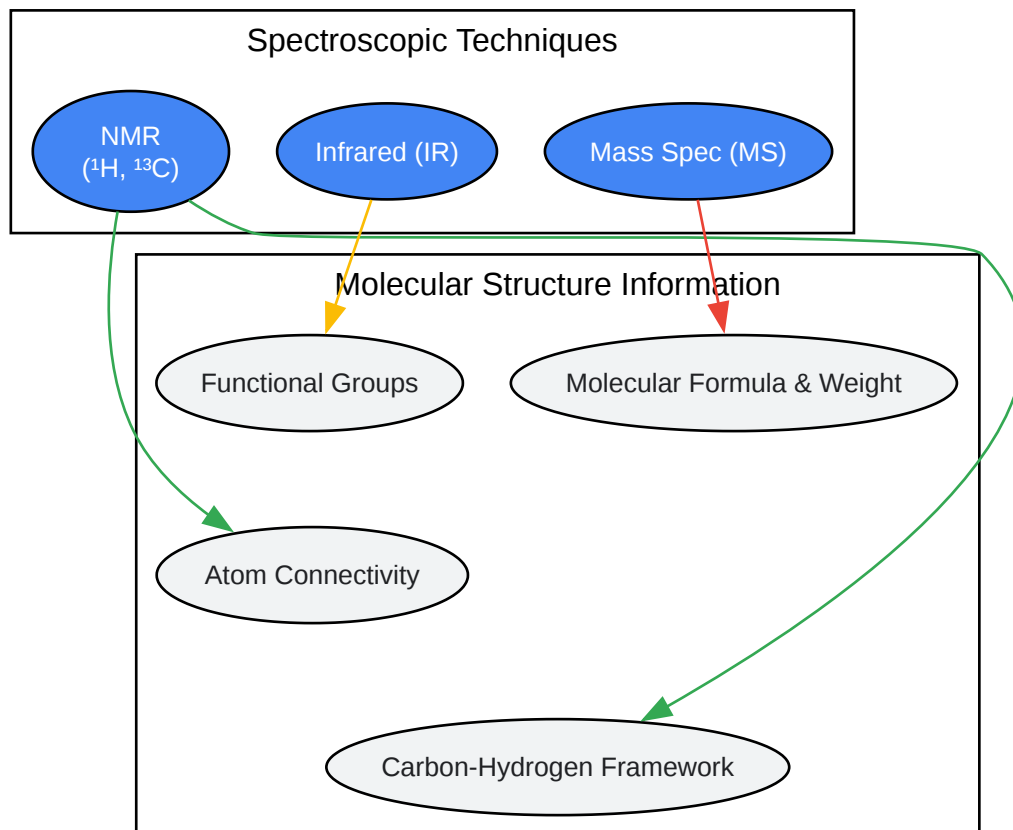 Spectroscopic Techniques
NMR
(¹H, ¹³C)
Infrared (IR)
Mass Spec (MS)
Molecular Structure Information
Functional Groups
Molecular Formula & Weight
Atom Connectivity
Carbon-Hydrogen Framework